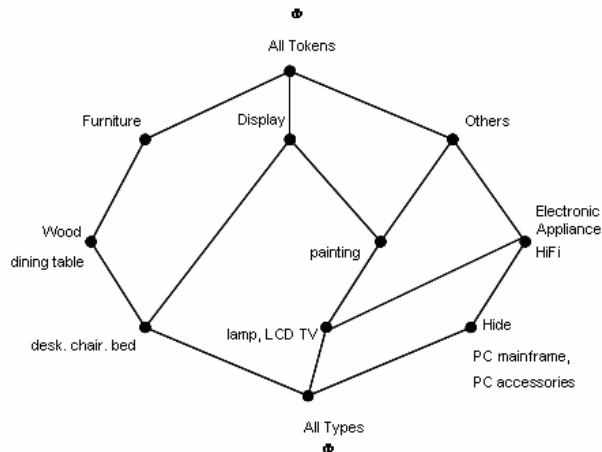 Φ
All Tokens
Furniture
Display
Others
Wood
dining table
painting
Electronic
Appliance
HiFi
desk. chair. bed
lamp, LCD TV
Hide
PC mainframe,
PC accessories
All Types
Φ